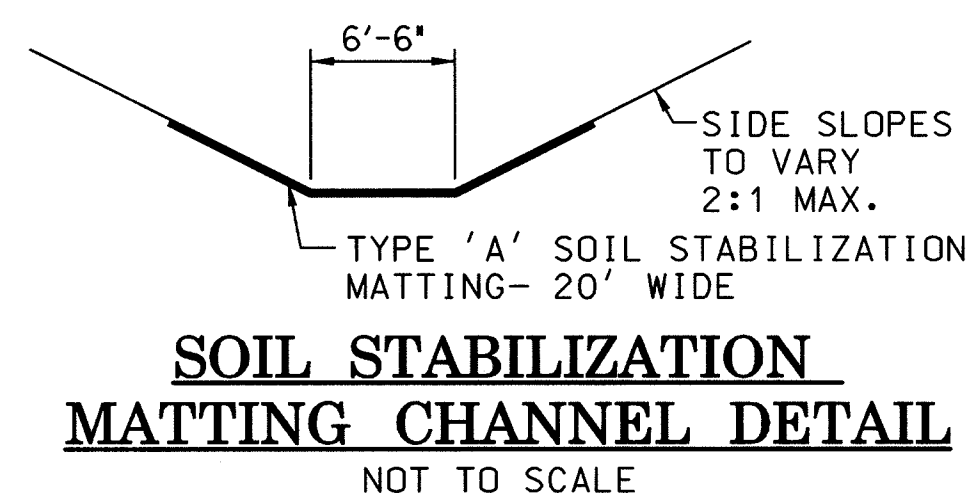 6'-6"
SIDE SLOPES
TO VARY
2:1 MAX.
TYPE 'A' SOIL STABILIZATION
MATTING- 20' WIDE
SOIL STABILIZATION
MATTING CHANNEL DETAIL
NOT TO SCALE